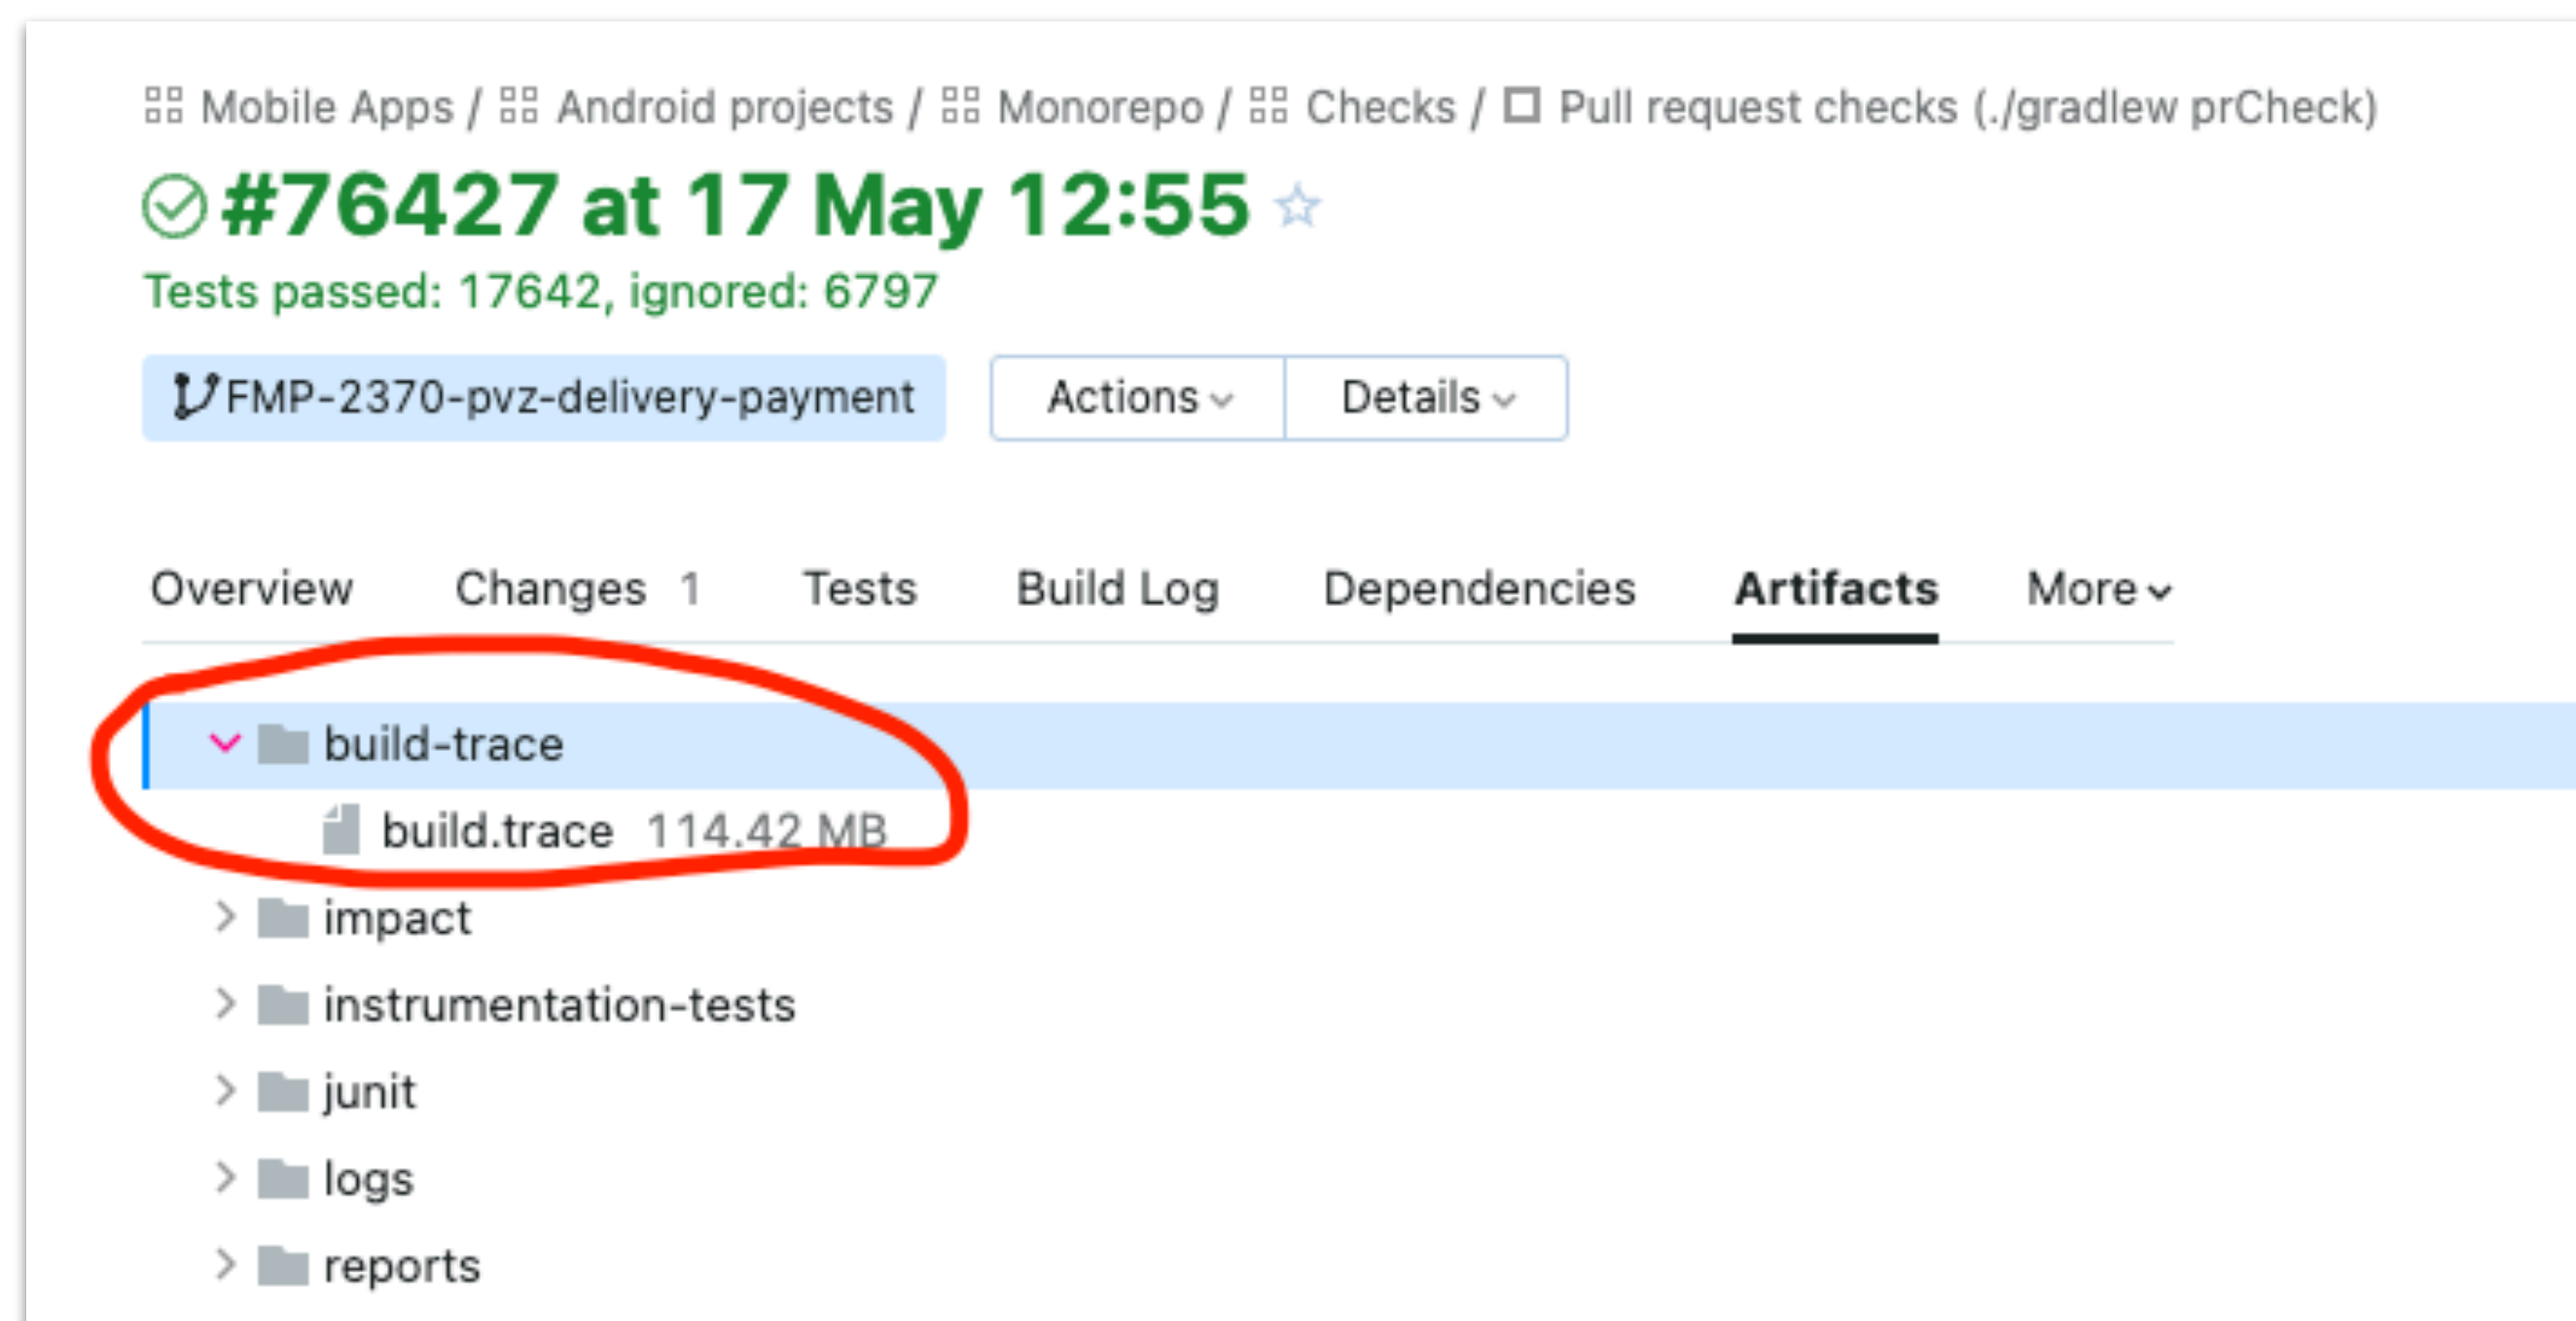 Mobile Apps / Android projects / Monorepo / Checks / Pull request checks (./gradlew prCheck)
#76427 at 17 May 12:55
Tests passed: 17642, ignored: 6797
FMP-2370-pvz-delivery-payment Actions Details
Overview Changes 1 Tests Build Log Dependencies Artifacts More
build-trace
build.trace 114.42 MB
impact
instrumentation-tests
junit
logs
reports